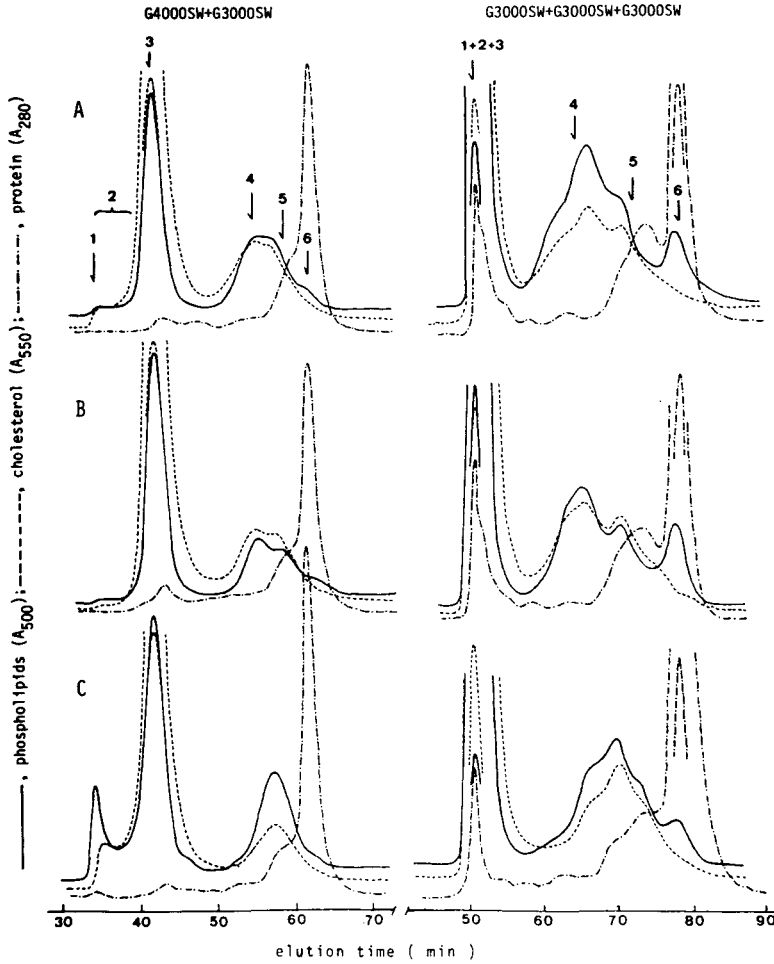 G4000SW+G3000SW
G3000SW+G3000SW+G3000SW
A
3
2
1
4
5
6
1+2+3
4
5
6
B
C
———, phospholipids (A500); --------, cholesterol (A550); —·—·—·—, protein (A280)
30 40 50 60 70
50 60 70 80 90
elution time ( min )